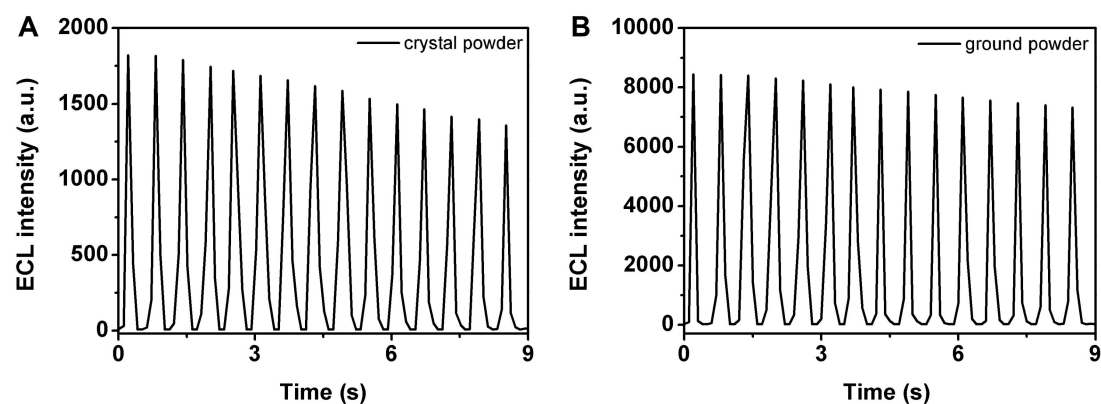 A
2000
1500
1000
500
0
ECL intensity (a.u.)
crystal powder
0
3
6
9
Time (s)
B
10000
8000
6000
4000
2000
0
ECL intensity (a.u.)
ground powder
0
3
6
9
Time (s)